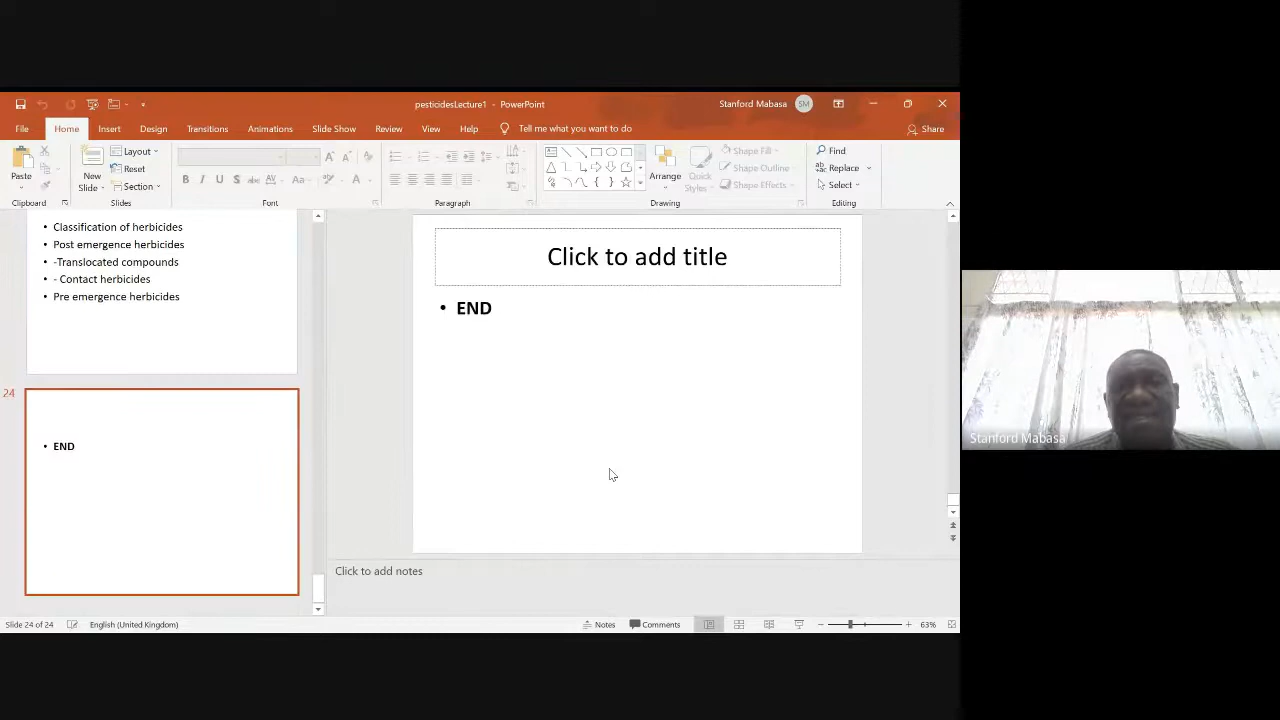 pesticidesLecture1 - PowerPoint
Stanford Mabasa
SM
File
Home
Insert
Design
Transitions
Animations
Slide Show
Review
View
Help
Tell me what you want to do
Share
Paste
New
Slide
Layout
Reset
Section
B I U S abc AV Aa A
Arrange
Quick
Styles
Shape Fill
Shape Outline
Shape Effects
Find
Replace
Select
Clipboard
Slides
Font
Paragraph
Drawing
Editing
• Classification of herbicides
• Post emergence herbicides
• -Translocated compounds
• - Contact herbicides
• Pre emergence herbicides
24
• END
Click to add title
• END
Click to add notes
Stanford Mabasa
Slide 24 of 24
English (United Kingdom)
Notes
Comments
63%